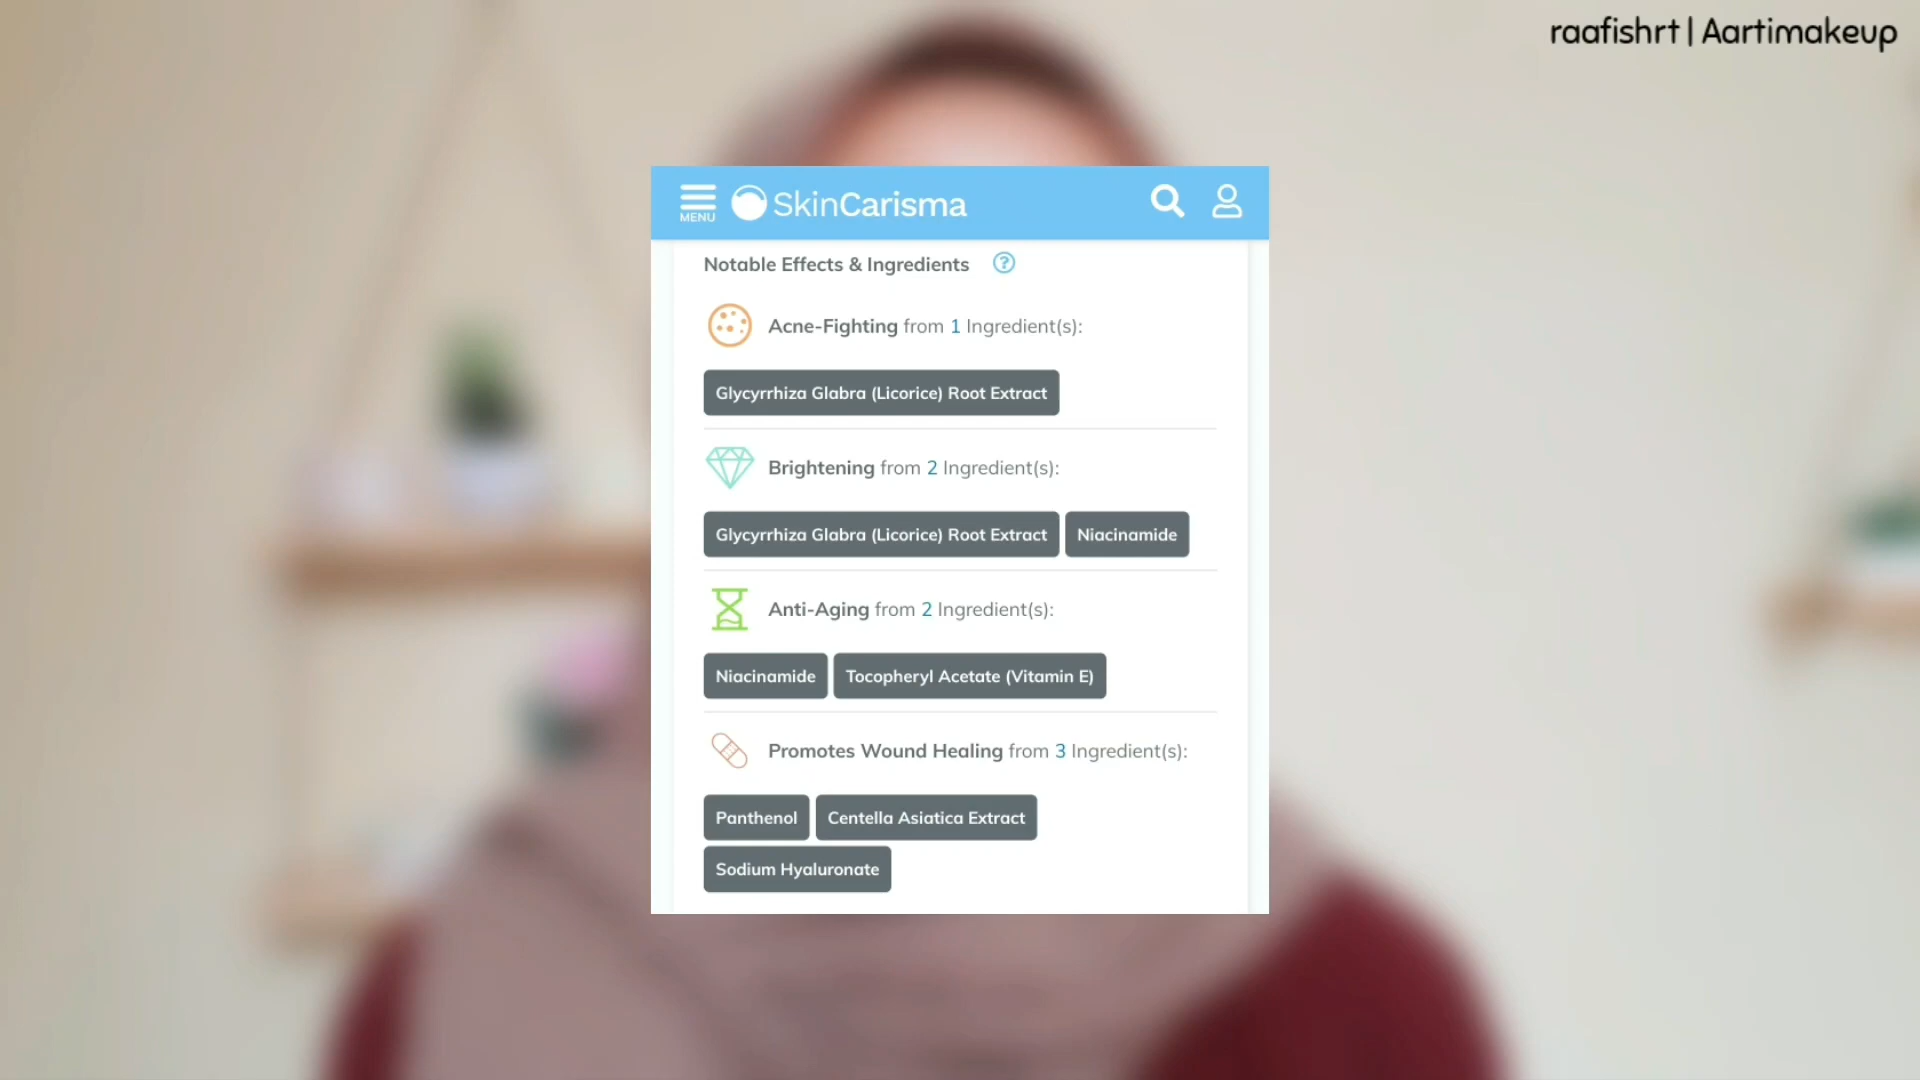 raafishrt | Aartimakeup
MENU
SkinCarisma
Notable Effects & Ingredients ?
Acne-Fighting from 1 Ingredient(s):
Glycyrrhiza Glabra (Licorice) Root Extract
Brightening from 2 Ingredient(s):
Glycyrrhiza Glabra (Licorice) Root Extract Niacinamide
Anti-Aging from 2 Ingredient(s):
Niacinamide Tocopheryl Acetate (Vitamin E)
Promotes Wound Healing from 3 Ingredient(s):
Panthenol Centella Asiatica Extract
Sodium Hyaluronate